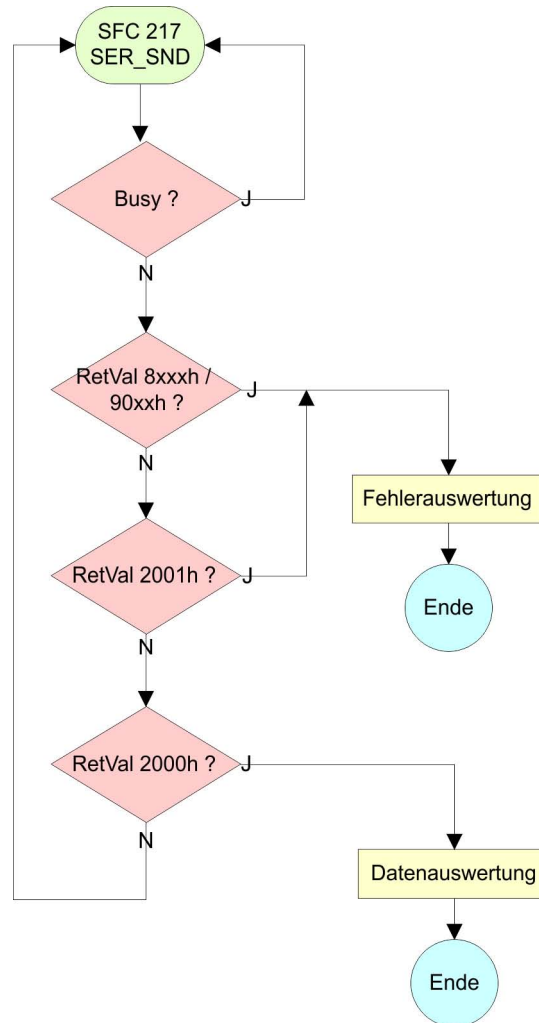 SFC 217
SER_SND
Busy ?
J
N
RetVal 8xxxh /
90xxh ?
J
N
Fehlerauswertung
RetVal 2001h ?
J
Ende
N
RetVal 2000h ?
J
N
Datenauswertung
Ende